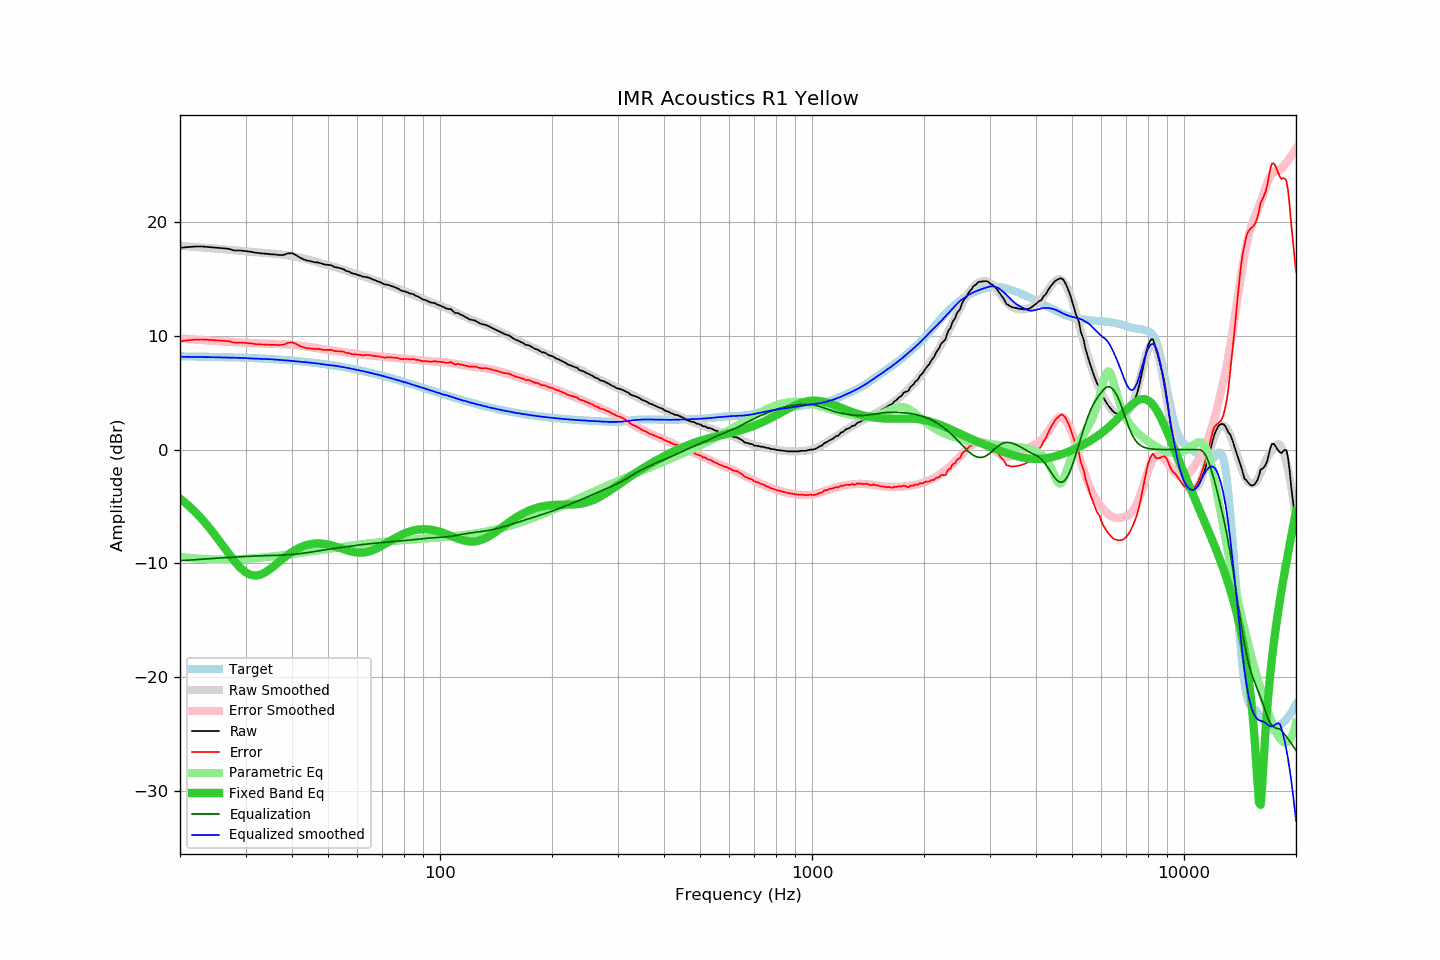 IMR Acoustics R1 Yellow
Amplitude (dBr)
20
10
0
−10
−20
−30
Target
Raw Smoothed
Error Smoothed
Raw
Error
Parametric Eq
Fixed Band Eq
Equalization
Equalized smoothed
100
1000
10000
Frequency (Hz)